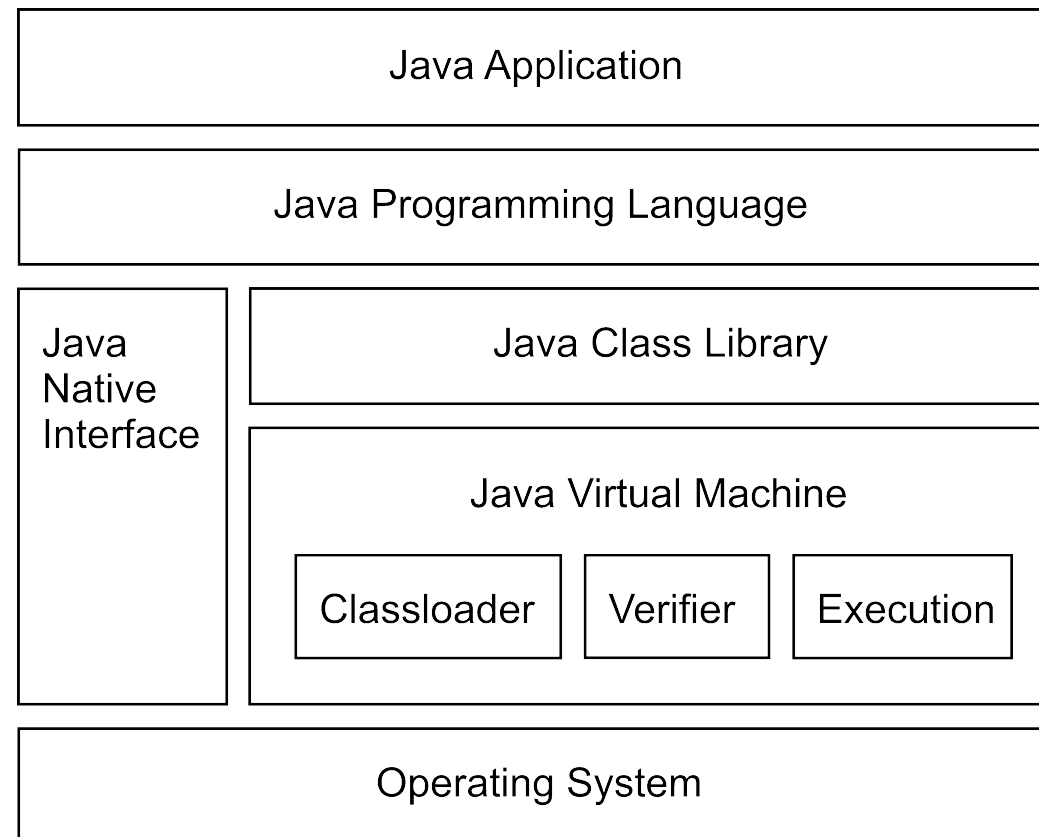 Java Application
Java Programming Language
Java
Native
Interface
Java Class Library
Java Virtual Machine
Classloader
Verifier
Execution
Operating System